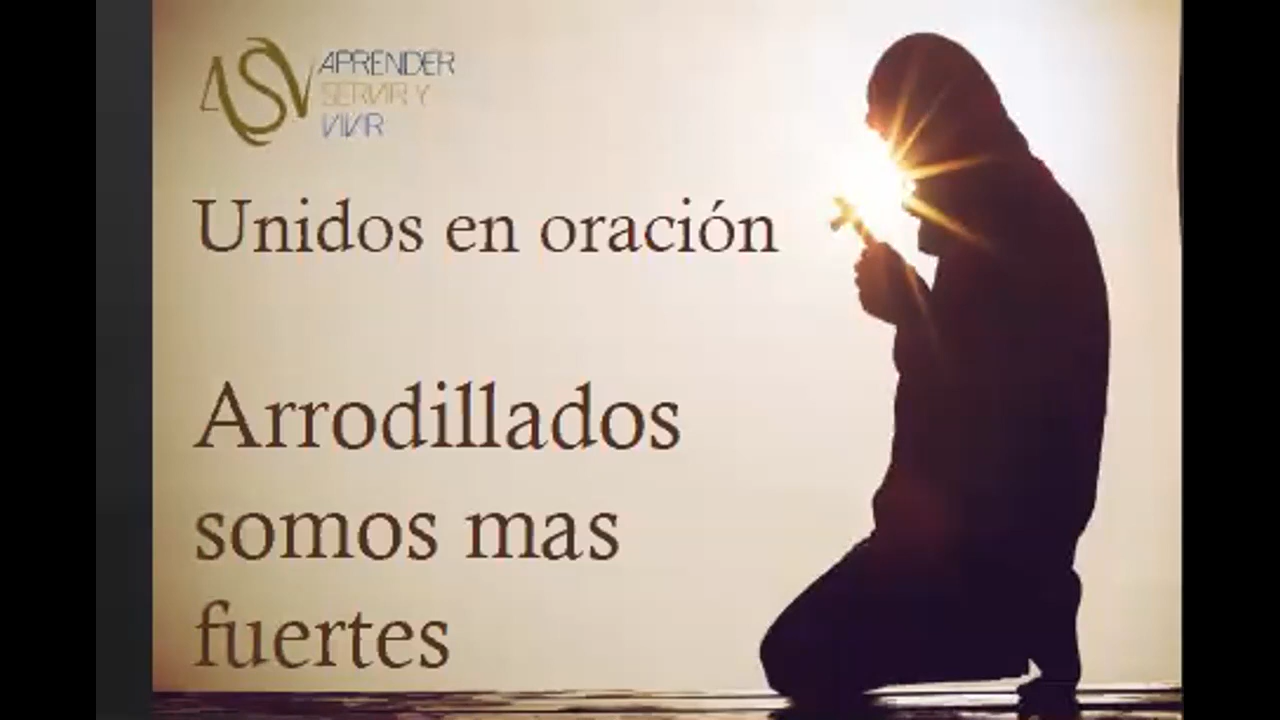 ASV
APRENDER
SERVIR Y
VIVIR
Unidos en oración
Arrodillados
somos mas
fuertes